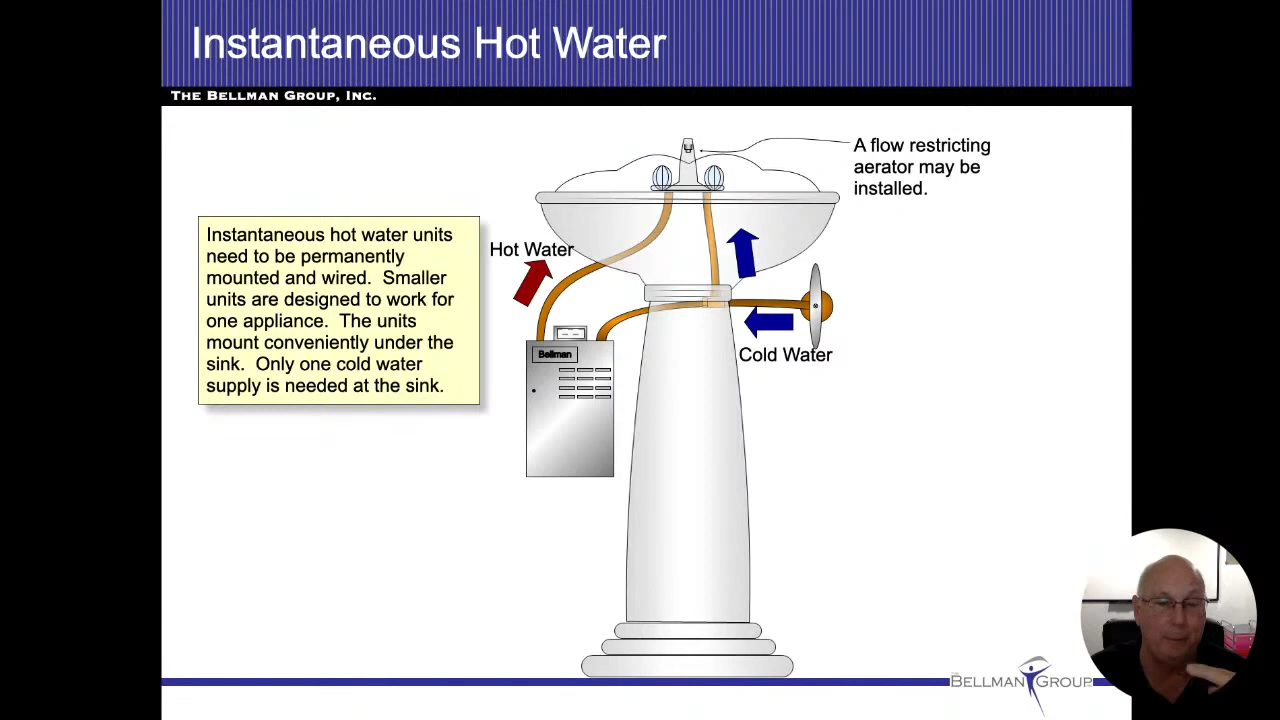 Instantaneous Hot Water
THE BELLMAN GROUP, INC.
A flow restricting
aerator may be
installed.
Instantaneous hot water units
need to be permanently
mounted and wired. Smaller
units are designed to work for
one appliance. The units
mount conveniently under the
sink. Only one cold water
supply is needed at the sink.
Hot Water
Cold Water
Bellman
THE BELLMAN GROUP